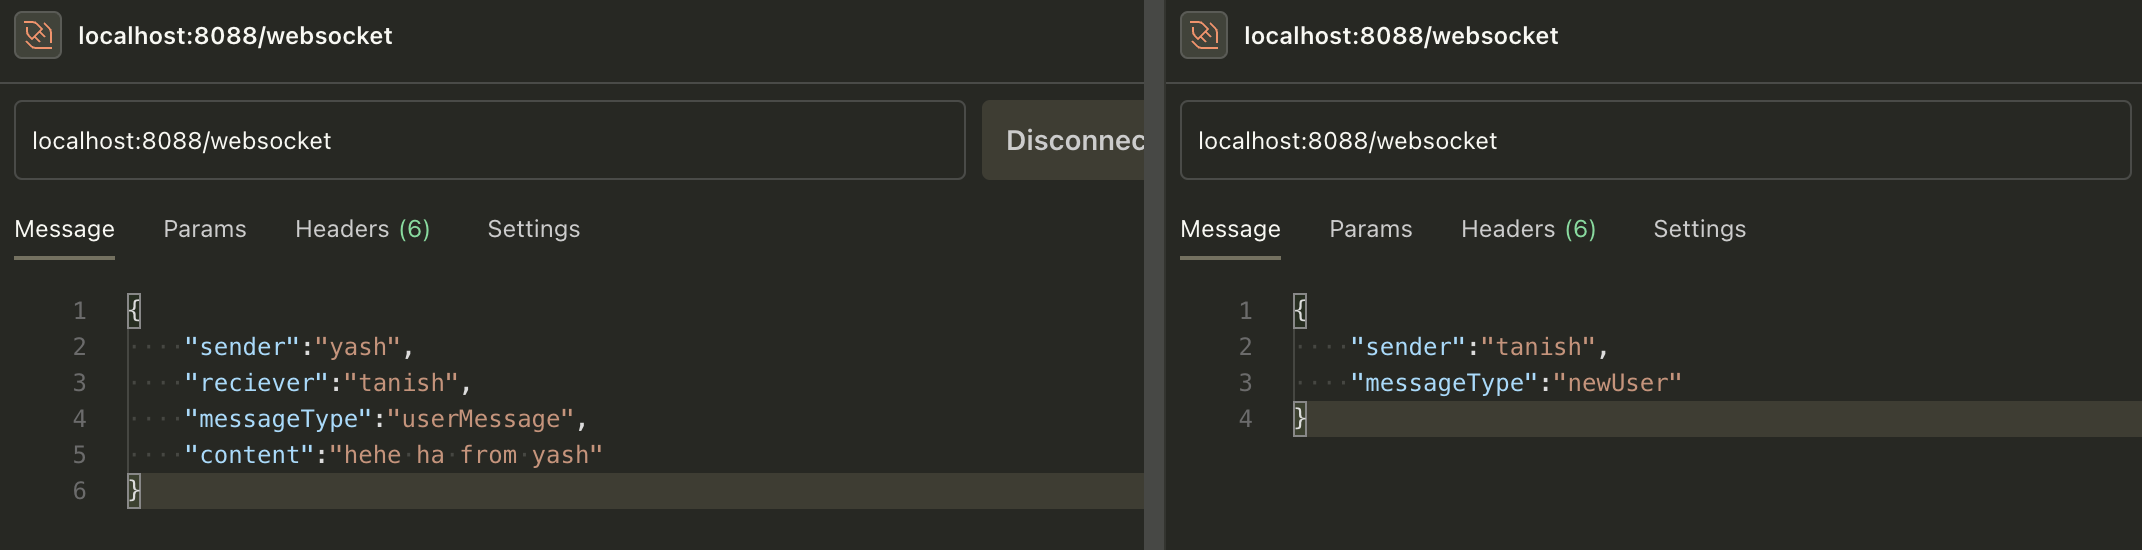 localhost:8088/websocket
localhost:8088/websocket
Disconnec
Message Params Headers (6) Settings
1 {
2 "sender":"yash",
3 "reciever":"tanish",
4 "messageType":"userMessage",
5 "content":"hehe ha from yash"
6 }
localhost:8088/websocket
localhost:8088/websocket
Message Params Headers (6) Settings
1 {
2 "sender":"tanish",
3 "messageType":"newUser"
4 }